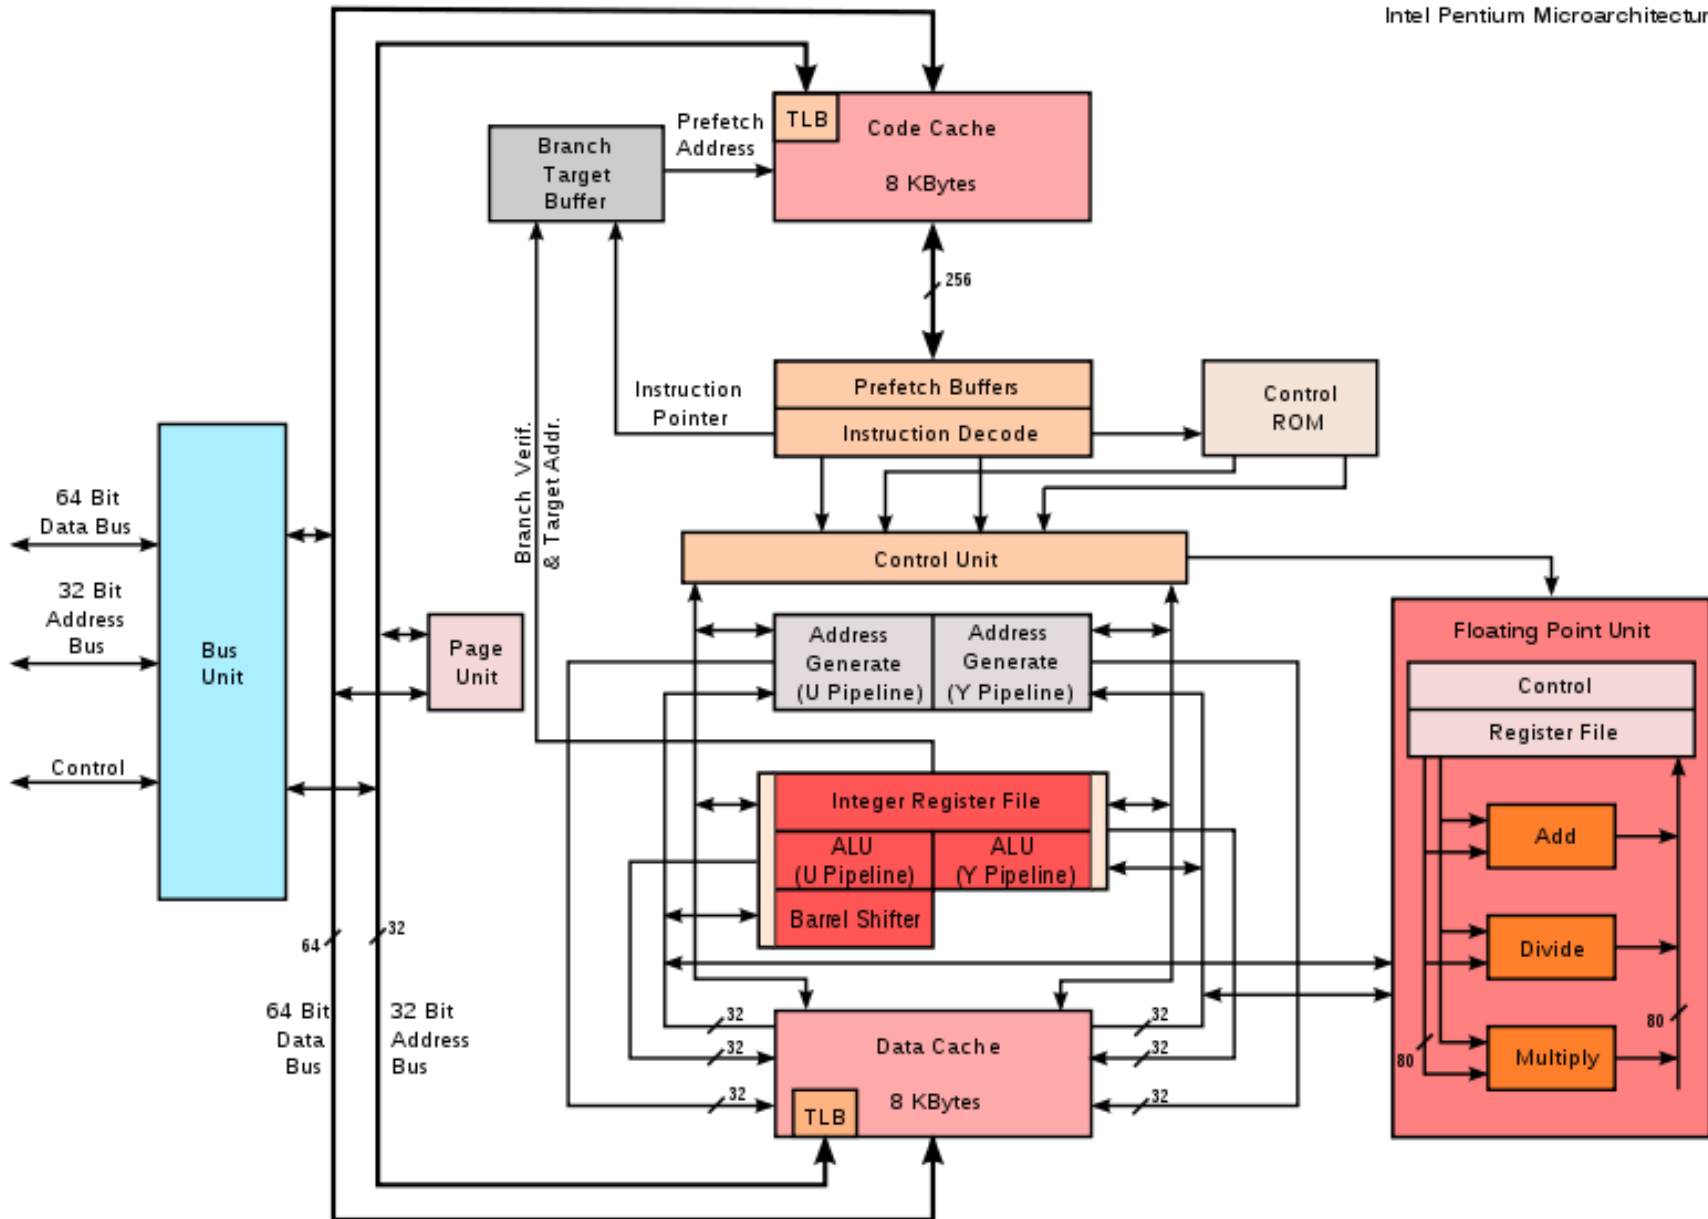 Intel Pentium Microarchitectur
TLB
Code Cache
8 KBytes
Prefetch
Address
Branch
Target
Buffer
256
Prefetch Buffers
Instruction Decode
Instruction
Pointer
Control
ROM
Branch Verif.
& Target Addr.
64 Bit
Data Bus
32 Bit
Address
Bus
Control
Bus
Unit
Page
Unit
Control Unit
Address
Generate
(U Pipeline)
Address
Generate
(Y Pipeline)
Floating Point Unit
Control
Register File
Integer Register File
ALU
(U Pipeline)
ALU
(Y Pipeline)
Barrel Shifter
Add
Divide
Multiply
80
80
64
32
64 Bit
Data
Bus
32 Bit
Address
Bus
32
32
32
32
32
32
Data Cache
8 KBytes
TLB